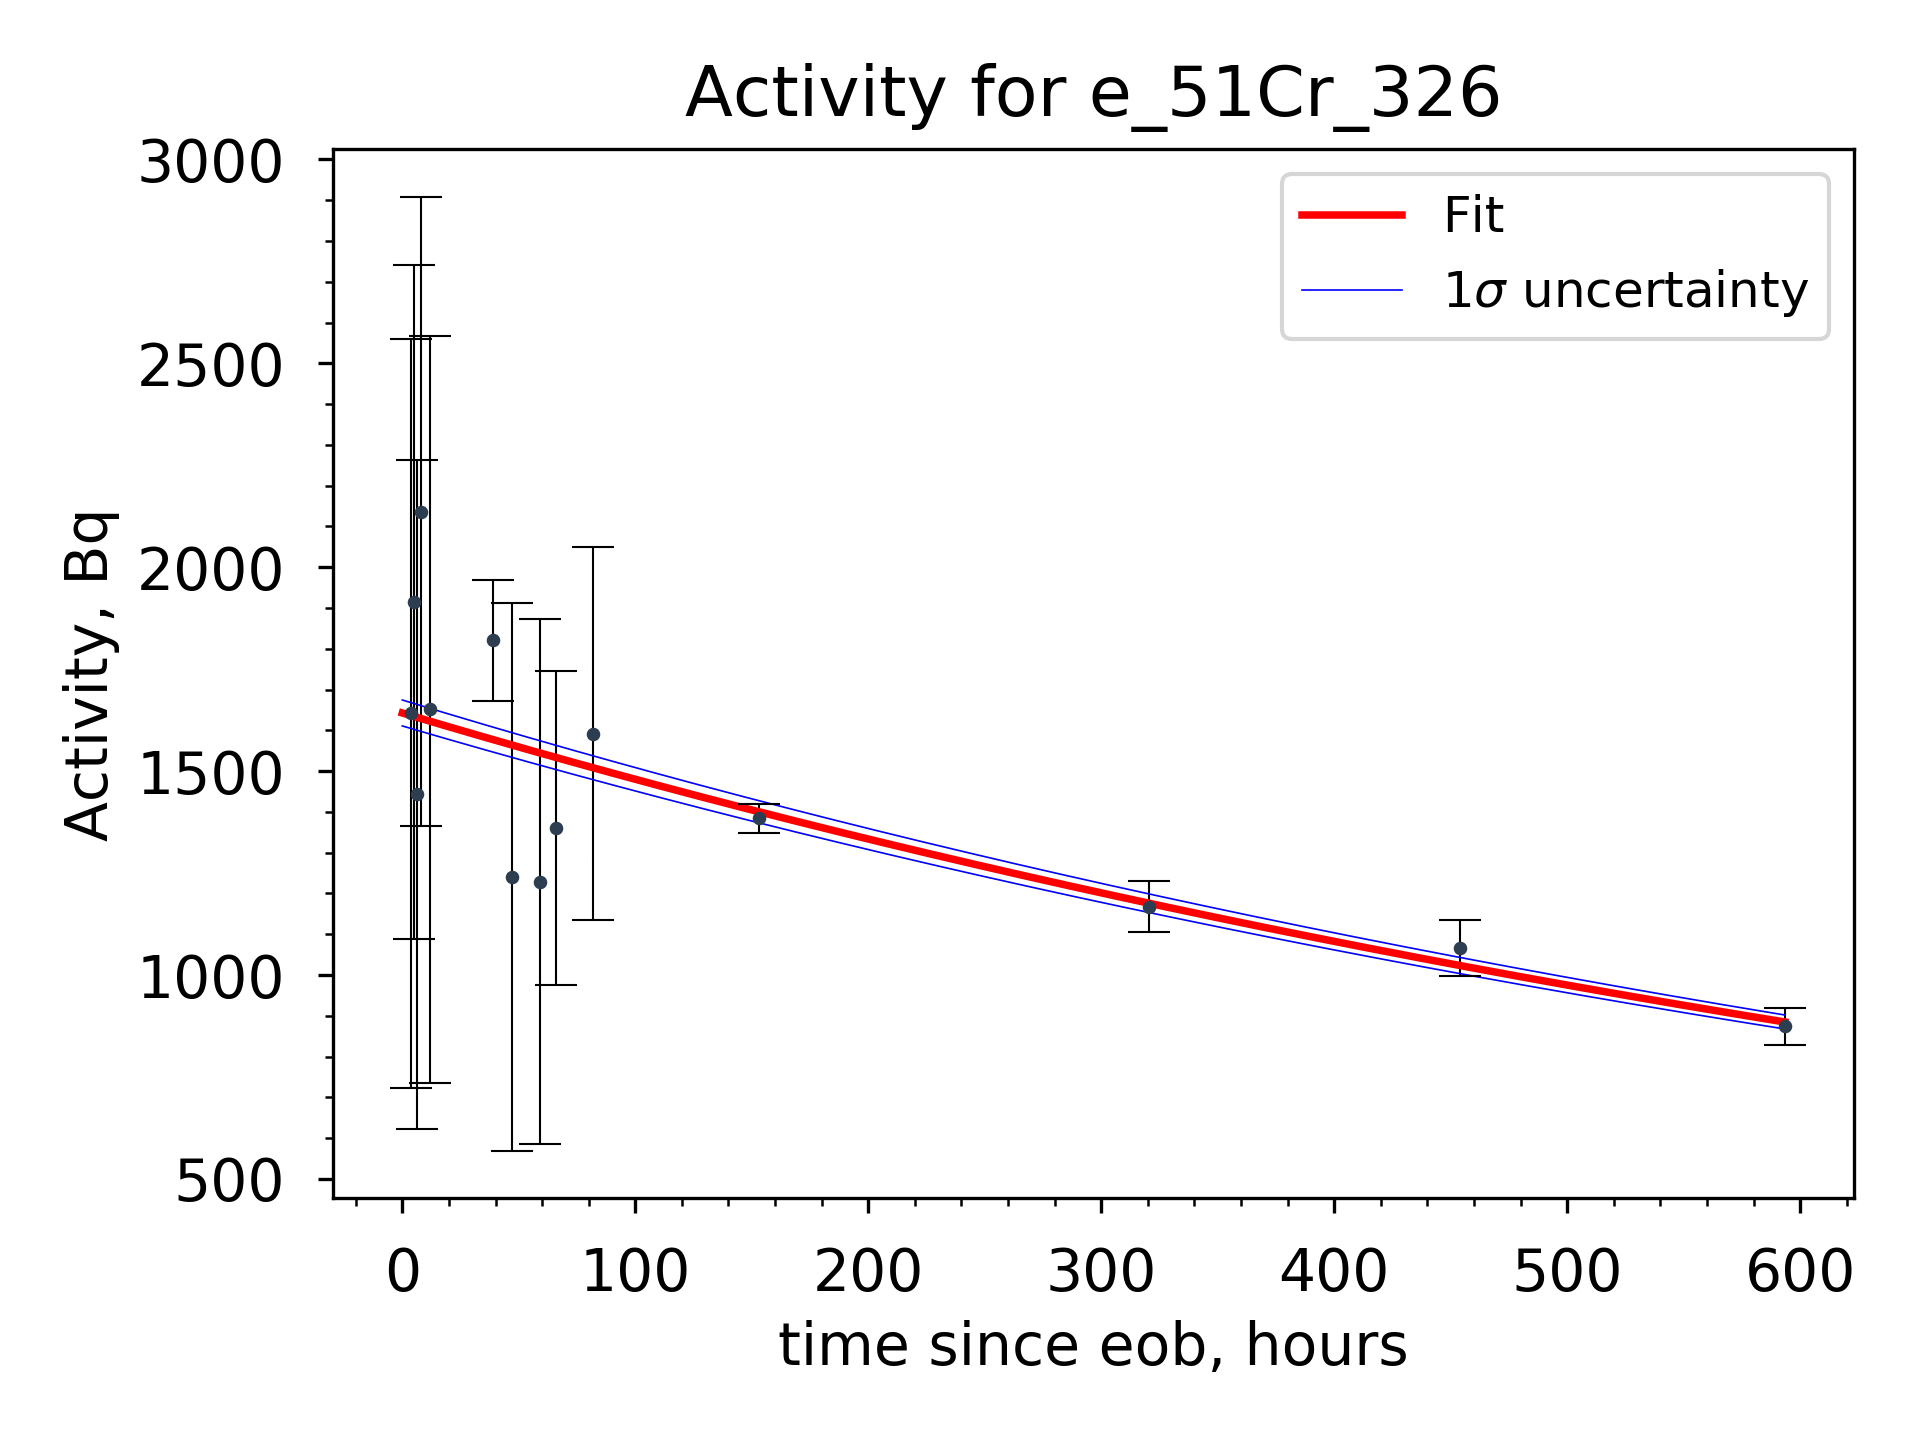 Activity for e_51Cr_326
3000
2500
2000
1500
1000
500
Activity, Bq
Fit
1σ uncertainty
0 100 200 300 400 500 600
time since eob, hours